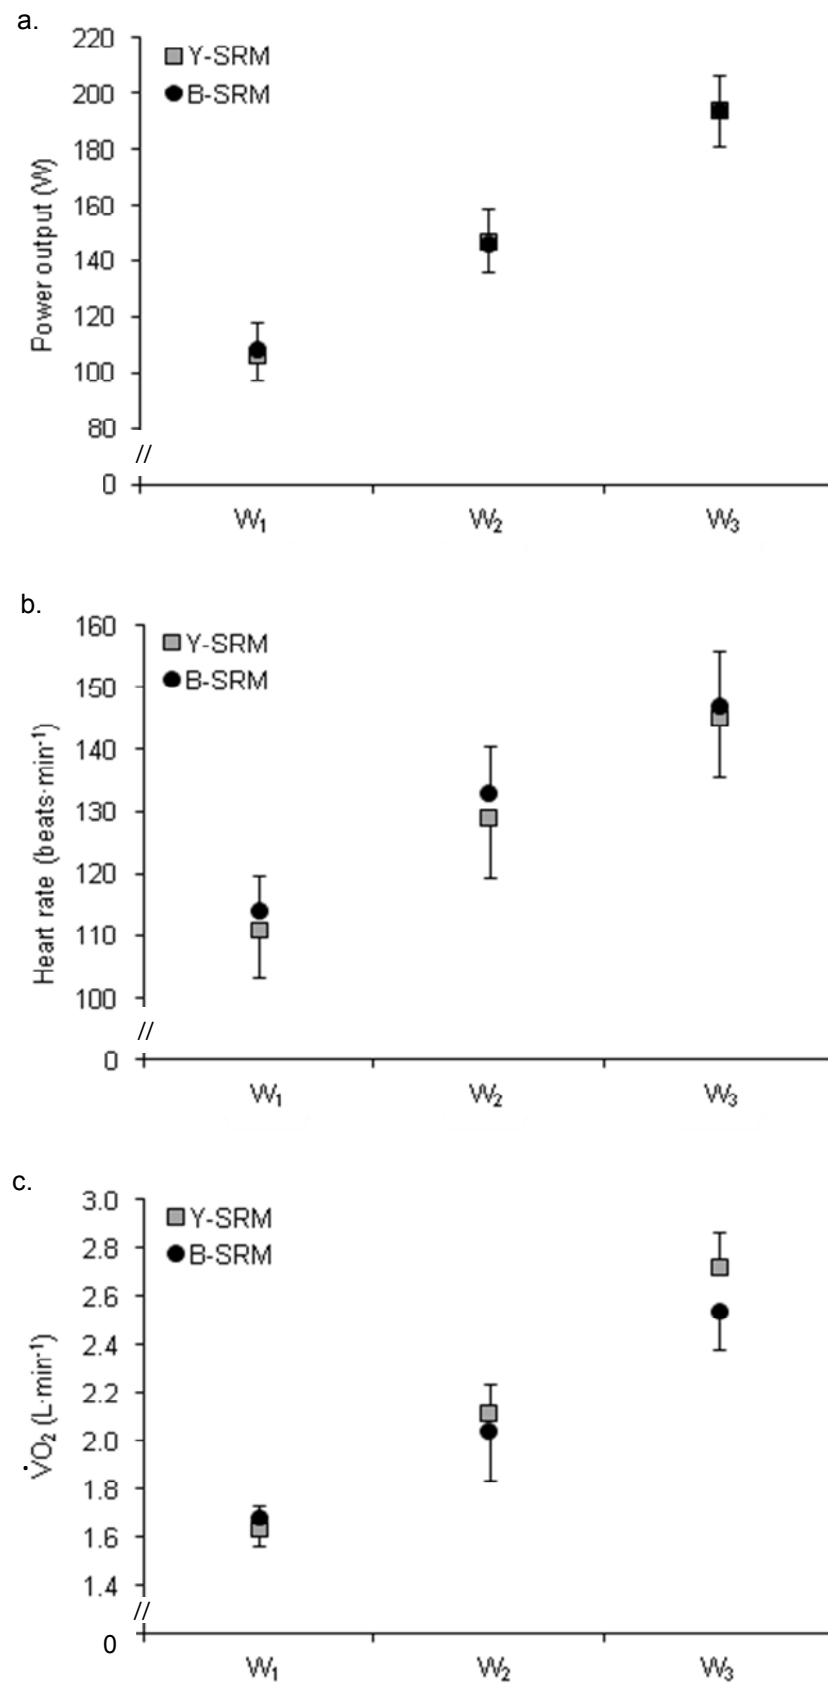 a.
220
200
180
160
140
120
100
80
//
0
Power output (W)
Y-SRM
B-SRM
W₁
W₂
W₃
b.
160
150
140
130
120
110
100
//
0
Heart rate (beats·min⁻¹)
Y-SRM
B-SRM
W₁
W₂
W₃
c.
3.0
2.8
2.6
2.4
2.2
2.0
1.8
1.6
1.4
//
0
V̇O₂ (L·min⁻¹)
Y-SRM
B-SRM
W₁
W₂
W₃